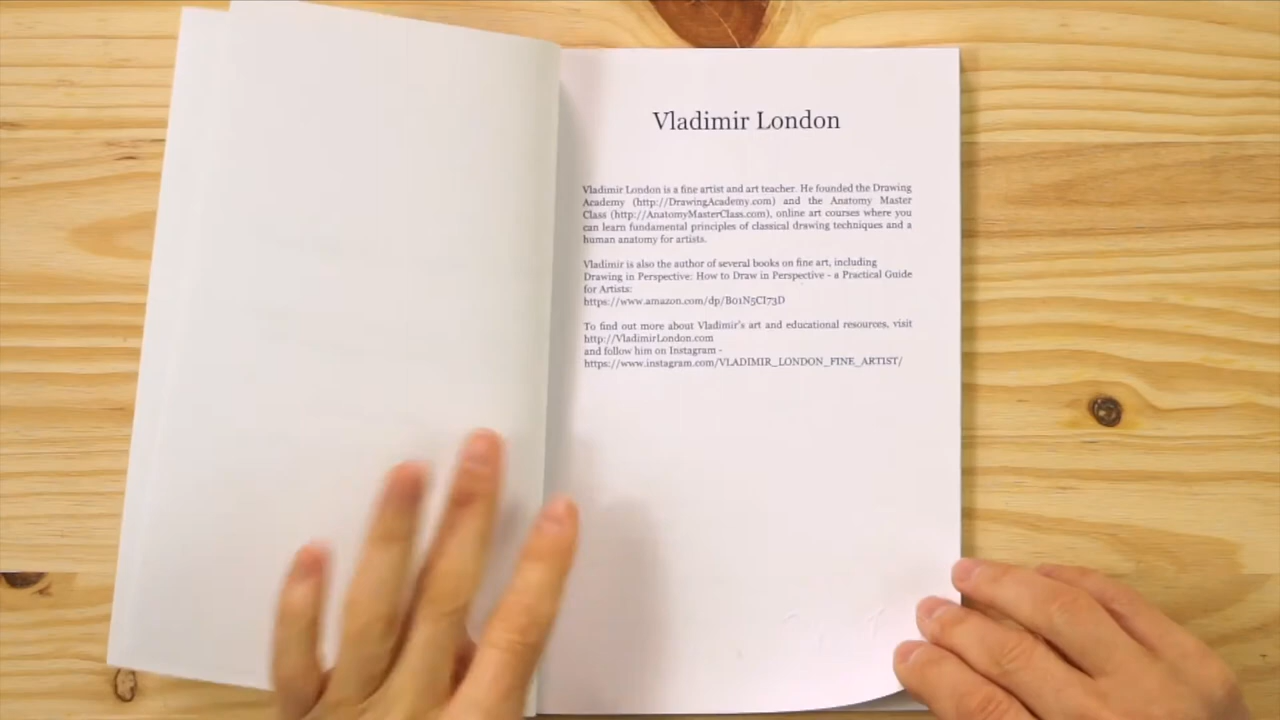 Vladimir London
Vladimir London is a fine artist and art teacher. He founded the Drawing
Academy (http://DrawingAcademy.com) and the Anatomy Master
Class (http://AnatomyMasterClass.com), online art courses where you
can learn fundamental principles of classical drawing techniques and a
human anatomy for artists.
Vladimir is also the author of several books on fine art, including
Drawing in Perspective: How to Draw in Perspective - a Practical Guide
for Artists:
https://www.amazon.com/dp/B01N5CI73D
To find out more about Vladimir's art and educational resources, visit
http://VladimirLondon.com
and follow him on Instagram -
https://www.instagram.com/VLADIMIR_LONDON_FINE_ARTIST/